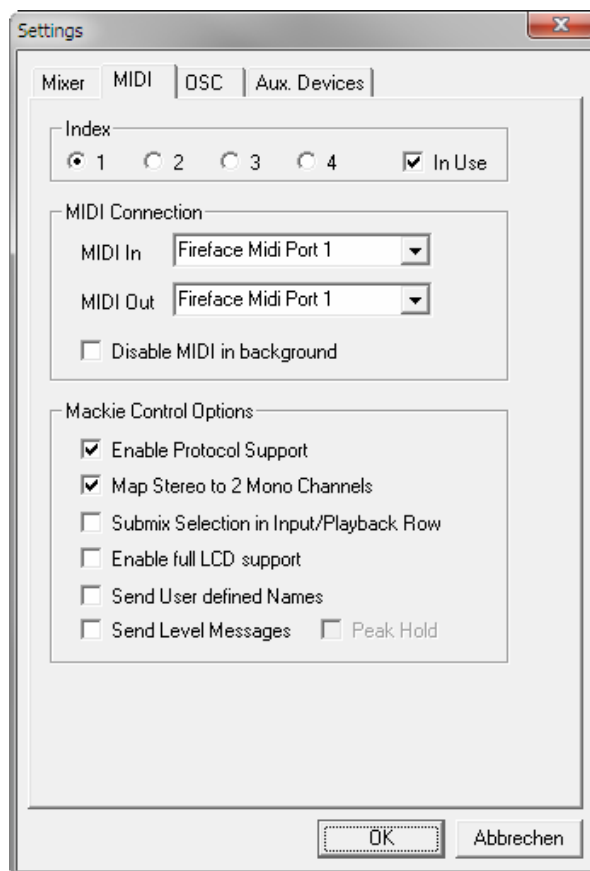 Settings
Mixer MIDI OSC Aux. Devices
Index
1 2 3 4 In Use
MIDI Connection
MIDI In Fireface Midi Port 1
MIDI Out Fireface Midi Port 1
Disable MIDI in background
Mackie Control Options
Enable Protocol Support
Map Stereo to 2 Mono Channels
Submix Selection in Input/Playback Row
Enable full LCD support
Send User defined Names
Send Level Messages Peak Hold
OK Abbrechen